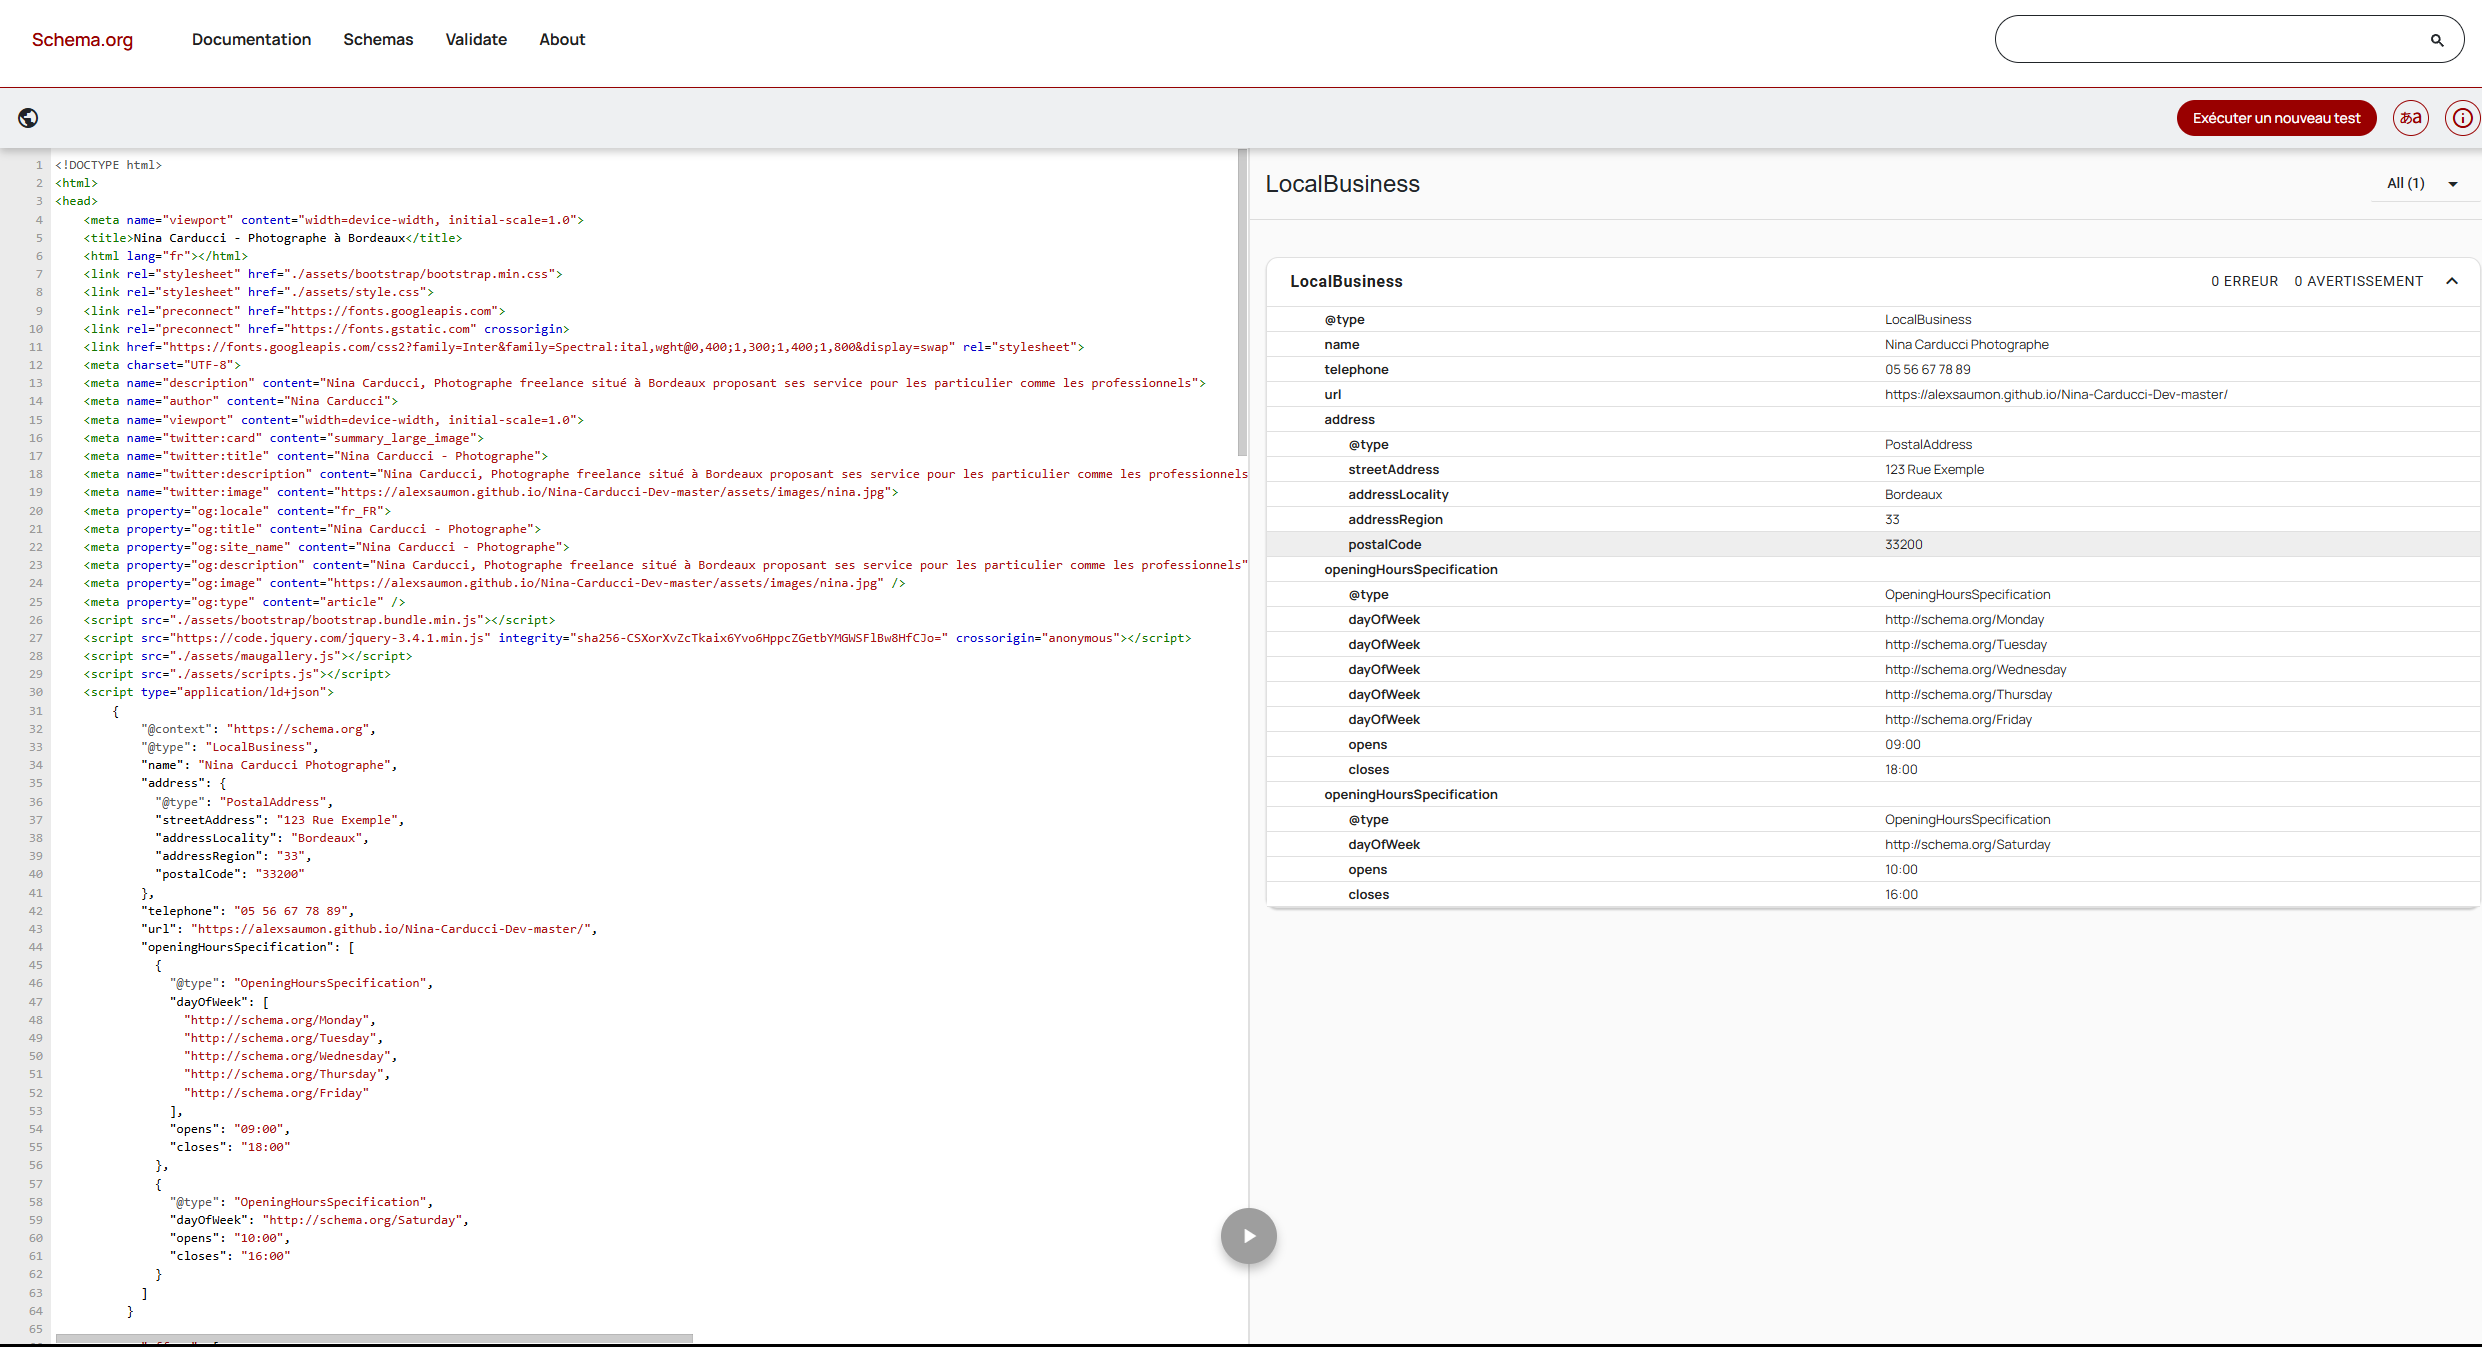 Schema.org Documentation Schemas Validate About
Exécuter un nouveau test あa
1 <!DOCTYPE html>
2 <html>
3 <head>
4 <meta name="viewport" content="width=device-width, initial-scale=1.0">
5 <title>Nina Carducci - Photographe à Bordeaux</title>
6 <html lang="fr"></html>
7 <link rel="stylesheet" href="./assets/bootstrap/bootstrap.min.css">
8 <link rel="stylesheet" href="./assets/style.css">
9 <link rel="preconnect" href="https://fonts.googleapis.com">
10 <link rel="preconnect" href="https://fonts.gstatic.com" crossorigin>
11 <link href="https://fonts.googleapis.com/css2?family=Inter&family=Spectral:ital,wght@0,400;1,300;1,400;1,800&display=swap" rel="stylesheet">
12 <meta charset="UTF-8">
13 <meta name="description" content="Nina Carducci, Photographe freelance situé à Bordeaux proposant ses service pour les particulier comme les professionnels">
14 <meta name="author" content="Nina Carducci">
15 <meta name="viewport" content="width=device-width, initial-scale=1.0">
16 <meta name="twitter:card" content="summary_large_image">
17 <meta name="twitter:title" content="Nina Carducci - Photographe">
18 <meta name="twitter:description" content="Nina Carducci, Photographe freelance situé à Bordeaux proposant ses service pour les particulier comme les professionnels
19 <meta name="twitter:image" content="https://alexsaumon.github.io/Nina-Carducci-Dev-master/assets/images/nina.jpg">
20 <meta property="og:locale" content="fr_FR">
21 <meta property="og:title" content="Nina Carducci - Photographe">
22 <meta property="og:site_name" content="Nina Carducci - Photographe">
23 <meta property="og:description" content="Nina Carducci, Photographe freelance situé à Bordeaux proposant ses service pour les particulier comme les professionnels"
24 <meta property="og:image" content="https://alexsaumon.github.io/Nina-Carducci-Dev-master/assets/images/nina.jpg" />
25 <meta property="og:type" content="article" />
26 <script src="./assets/bootstrap/bootstrap.bundle.min.js"></script>
27 <script src="https://code.jquery.com/jquery-3.4.1.min.js" integrity="sha256-CSXorXvZcTkaix6Yvo6HppcZGetbYMGWSFlBw8HfCJo=" crossorigin="anonymous"></script>
28 <script src="./assets/maugallery.js"></script>
29 <script src="./assets/scripts.js"></script>
30 <script type="application/ld+json">
31 {
32 "@context": "https://schema.org",
33 "@type": "LocalBusiness",
34 "name": "Nina Carducci Photographe",
35 "address": {
36 "@type": "PostalAddress",
37 "streetAddress": "123 Rue Exemple",
38 "addressLocality": "Bordeaux",
39 "addressRegion": "33",
40 "postalCode": "33200"
41 },
42 "telephone": "05 56 67 78 89",
43 "url": "https://alexsaumon.github.io/Nina-Carducci-Dev-master/",
44 "openingHoursSpecification": [
45 {
46 "@type": "OpeningHoursSpecification",
47 "dayOfWeek": [
48 "http://schema.org/Monday",
49 "http://schema.org/Tuesday",
50 "http://schema.org/Wednesday",
51 "http://schema.org/Thursday",
52 "http://schema.org/Friday"
53 ],
54 "opens": "09:00",
55 "closes": "18:00"
56 },
57 {
58 "@type": "OpeningHoursSpecification",
59 "dayOfWeek": "http://schema.org/Saturday",
60 "opens": "10:00",
61 "closes": "16:00"
62 }
63 ]
64 }
65
LocalBusiness All (1)
LocalBusiness 0 ERREUR 0 AVERTISSEMENT
@type LocalBusiness
name Nina Carducci Photographe
telephone 05 56 67 78 89
url https://alexsaumon.github.io/Nina-Carducci-Dev-master/
address
@type PostalAddress
streetAddress 123 Rue Exemple
addressLocality Bordeaux
addressRegion 33
postalCode 33200
openingHoursSpecification
@type OpeningHoursSpecification
dayOfWeek http://schema.org/Monday
dayOfWeek http://schema.org/Tuesday
dayOfWeek http://schema.org/Wednesday
dayOfWeek http://schema.org/Thursday
dayOfWeek http://schema.org/Friday
opens 09:00
closes 18:00
openingHoursSpecification
@type OpeningHoursSpecification
dayOfWeek http://schema.org/Saturday
opens 10:00
closes 16:00